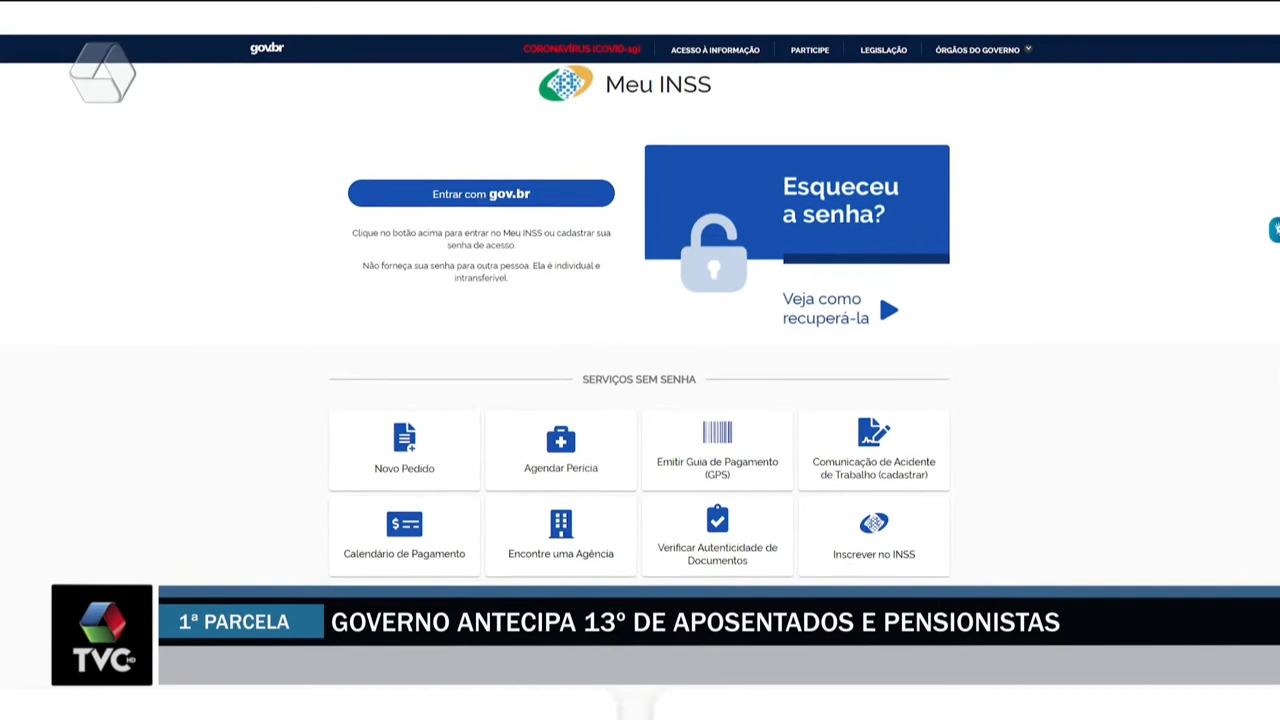 gov.br
CORONAVÍRUS (COVID-19)
ACESSO À INFORMAÇÃO
PARTICIPE
LEGISLAÇÃO
ÓRGÃOS DO GOVERNO
Meu INSS
Entrar com gov.br
Clique no botão acima para entrar no Meu INSS ou cadastrar sua
senha de acesso.
Não forneça sua senha para outra pessoa. Ela é individual e
intransferível.
Esqueceu
a senha?
Veja como
recuperá-la
SERVIÇOS SEM SENHA
Novo Pedido
Agendar Perícia
Emitir Guia de Pagamento
(GPS)
Comunicação de Acidente
de Trabalho (cadastrar)
Calendário de Pagamento
Encontre uma Agência
Verificar Autenticidade de
Documentos
Inscrever no INSS
1ª PARCELA
GOVERNO ANTECIPA 13º DE APOSENTADOS E PENSIONISTAS
TVC HD